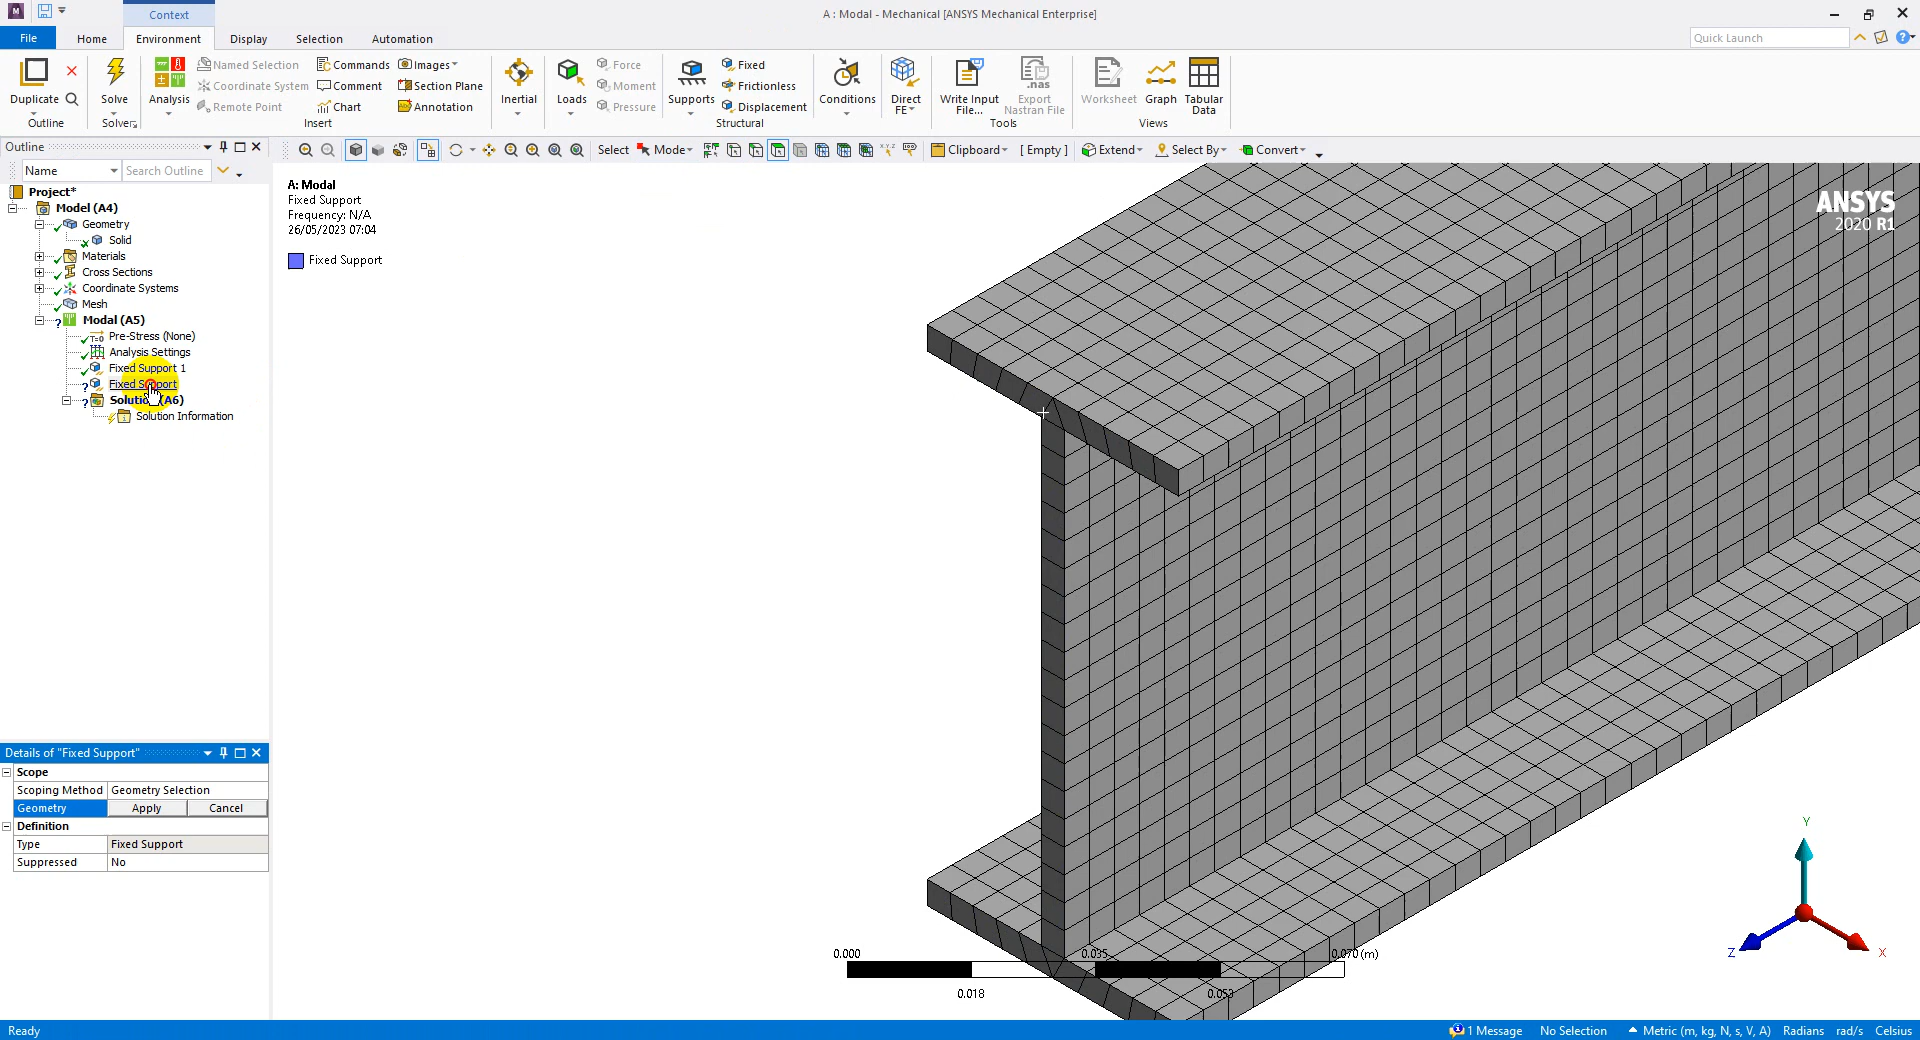 Context
A : Modal - Mechanical [ANSYS Mechanical Enterprise]
File
Home
Environment
Display
Selection
Automation
Quick Launch
Duplicate
Outline
Solve
Solver
Analysis
Named Selection
Coordinate System
Remote Point
Commands
Comment
Chart
Images
Section Plane
Annotation
Insert
Inertial
Loads
Force
Moment
Pressure
Supports
Fixed
Frictionless
Displacement
Structural
Conditions
Direct
FE
Write Input
File...
Export
Nastran File
Tools
Worksheet
Graph
Tabular
Data
Views
Outline
Select
Mode
Clipboard
[ Empty ]
Extend
Select By
Convert
Name
Search Outline
Project*
Model (A4)
Geometry
Solid
Materials
Cross Sections
Coordinate Systems
Mesh
Modal (A5)
Pre-Stress (None)
Analysis Settings
Fixed Support 1
Fixed Support
Solution (A6)
Solution Information
A: Modal
Fixed Support
Frequency: N/A
26/05/2023 07:04
Fixed Support
ANSYS
2020 R1
Details of "Fixed Support"
Scope
Scoping Method Geometry Selection
Geometry Apply Cancel
Definition
Type Fixed Support
Suppressed No
0.000 0.035 0.070 (m)
0.018 0.053
Y
Z
X
Ready
1 Message
No Selection
Metric (m, kg, N, s, V, A)
Radians
rad/s
Celsius